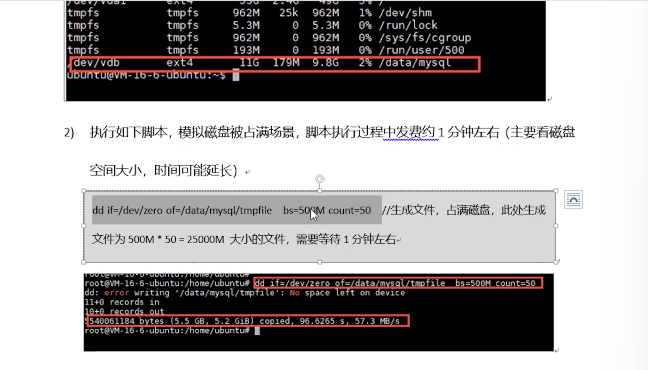 /dev/vda1 ext4 53G 2.4G 49G 5% /
tmpfs tmpfs 962M 25k 962M 1% /dev/shm
tmpfs tmpfs 5.3M 0 5.3M 0% /run/lock
tmpfs tmpfs 962M 0 962M 0% /sys/fs/cgroup
tmpfs tmpfs 193M 0 193M 0% /run/user/500
/dev/vdb ext4 11G 179M 9.8G 2% /data/mysql
ubuntu@VM-16-6-ubuntu:~$
2) 执行如下脚本，模拟磁盘被占满场景，脚本执行过程中发费约 1 分钟左右（主要看磁盘
空间大小，时间可能延长）
dd if=/dev/zero of=/data/mysql/tmpfile bs=500M count=50 //生成文件，占满磁盘，此处生成
文件为 500M * 50 = 25000M 大小的文件，需要等待 1 分钟左右
root@VM-16-6-ubuntu:/home/ubuntu#
root@VM-16-6-ubuntu:/home/ubuntu# dd if=/dev/zero of=/data/mysql/tmpfile bs=500M count=50
dd: error writing '/data/mysql/tmpfile': No space left on device
11+0 records in
10+0 records out
5540061184 bytes (5.5 GB, 5.2 GiB) copied, 96.6265 s, 57.3 MB/s
root@VM-16-6-ubuntu:/home/ubuntu#